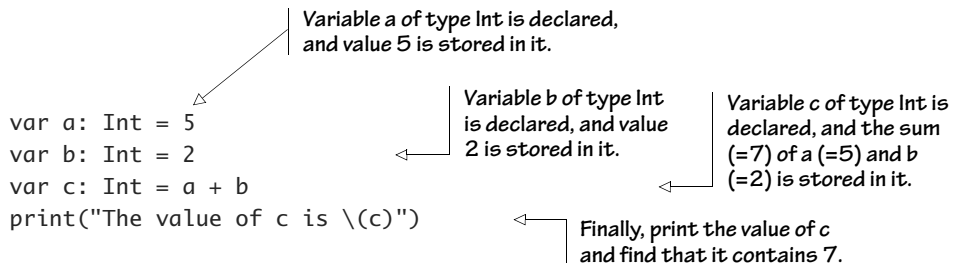 Variable a of type Int is declared,
and value 5 is stored in it.
var a: Int = 5
var b: Int = 2
var c: Int = a + b
print("The value of c is \(c)")
Variable b of type Int
is declared, and value
2 is stored in it.
Variable c of type Int is
declared, and the sum
(=7) of a (=5) and b
(=2) is stored in it.
Finally, print the value of c
and find that it contains 7.